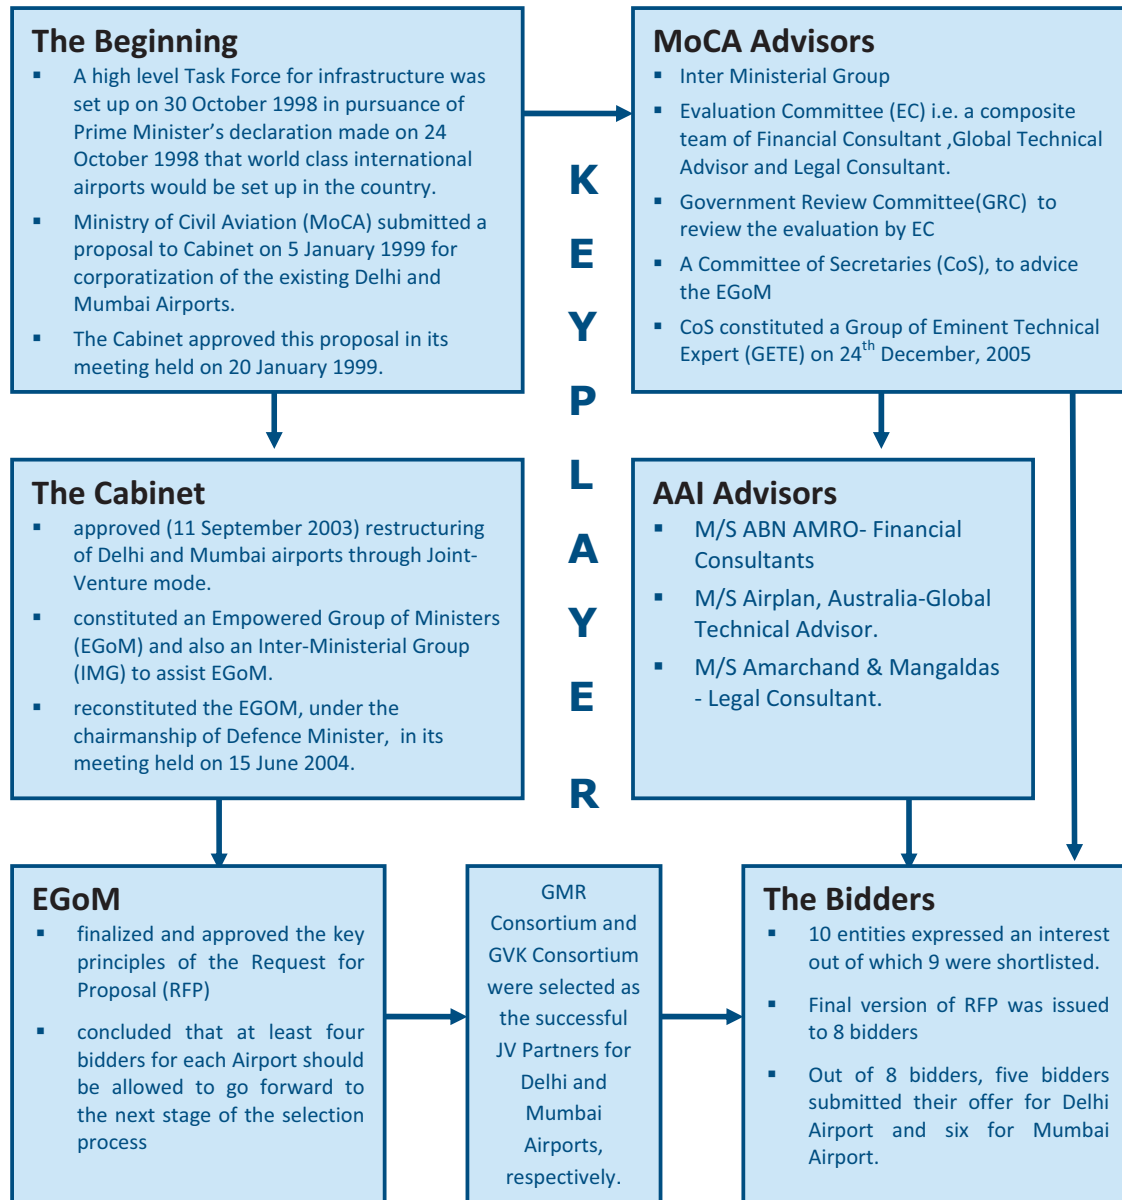 The Beginning
▪ A high level Task Force for infrastructure was
set up on 30 October 1998 in pursuance of
Prime Minister's declaration made on 24
October 1998 that world class international
airports would be set up in the country.
▪ Ministry of Civil Aviation (MoCA) submitted a
proposal to Cabinet on 5 January 1999 for
corporatization of the existing Delhi and
Mumbai Airports.
▪ The Cabinet approved this proposal in its
meeting held on 20 January 1999.
K
E
Y
P
L
A
Y
E
R
MoCA Advisors
▪ Inter Ministerial Group
▪ Evaluation Committee (EC) i.e. a composite
team of Financial Consultant ,Global Technical
Advisor and Legal Consultant.
▪ Government Review Committee(GRC) to
review the evaluation by EC
▪ A Committee of Secretaries (CoS), to advice
the EGoM
▪ CoS constituted a Group of Eminent Technical
Expert (GETE) on 24th December, 2005
The Cabinet
▪ approved (11 September 2003) restructuring
of Delhi and Mumbai airports through Joint-
Venture mode.
▪ constituted an Empowered Group of Ministers
(EGoM) and also an Inter-Ministerial Group
(IMG) to assist EGoM.
▪ reconstituted the EGOM, under the
chairmanship of Defence Minister, in its
meeting held on 15 June 2004.
AAI Advisors
▪ M/S ABN AMRO- Financial
Consultants
▪ M/S Airplan, Australia-Global
Technical Advisor.
▪ M/S Amarchand & Mangaldas
- Legal Consultant.
EGoM
▪ finalized and approved the key
principles of the Request for
Proposal (RFP)
▪ concluded that at least four
bidders for each Airport should
be allowed to go forward to
the next stage of the selection
process
GMR
Consortium and
GVK Consortium
were selected as
the successful
JV Partners for
Delhi and
Mumbai
Airports,
respectively.
The Bidders
▪ 10 entities expressed an interest
out of which 9 were shortlisted.
▪ Final version of RFP was issued
to 8 bidders
▪ Out of 8 bidders, five bidders
submitted their offer for Delhi
Airport and six for Mumbai
Airport.